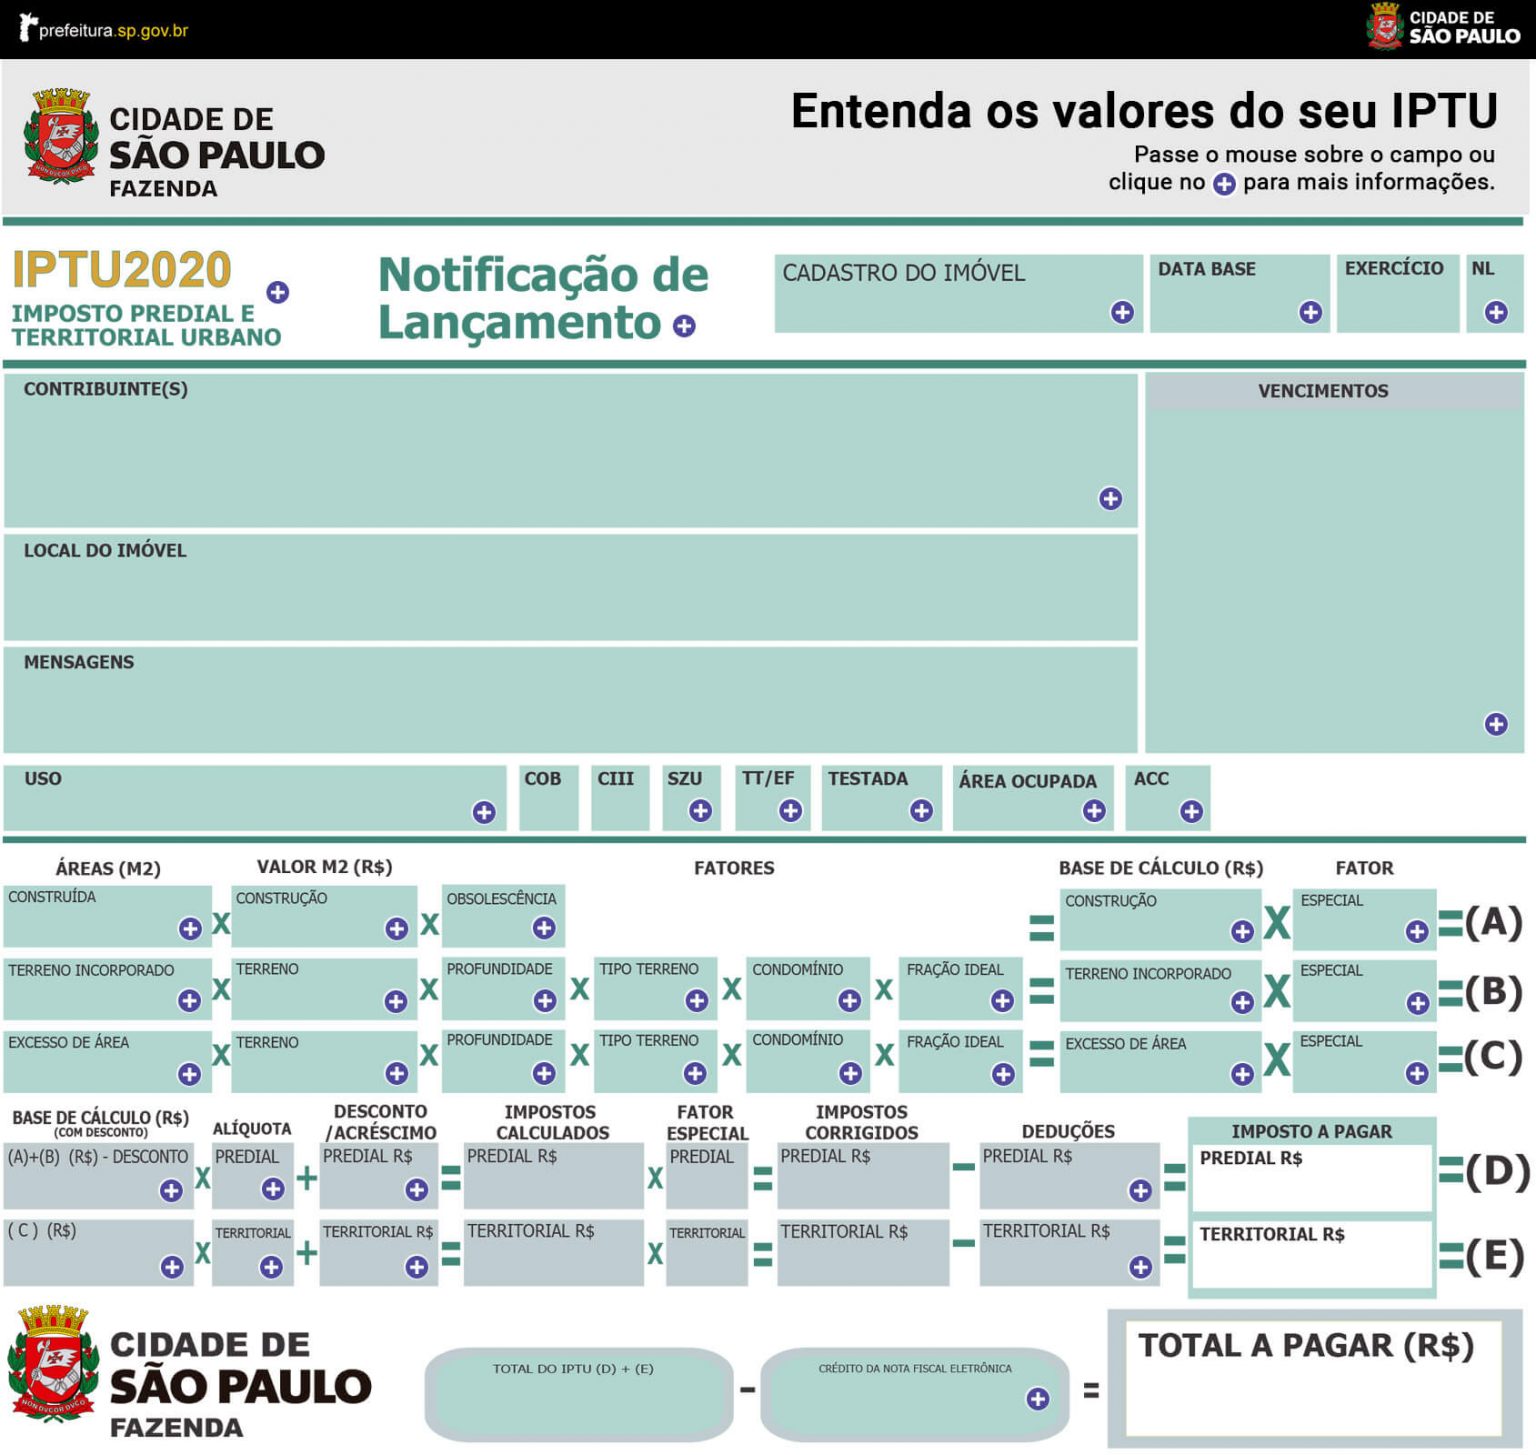 prefeitura.sp.gov.br
CIDADE DE
SÃO PAULO
CIDADE DE
SÃO PAULO
FAZENDA
Entenda os valores do seu IPTU
Passe o mouse sobre o campo ou
clique no + para mais informações.
IPTU2020
IMPOSTO PREDIAL E
TERRITORIAL URBANO
Notificação de
Lançamento
CADASTRO DO IMÓVEL
DATA BASE
EXERCÍCIO
NL
CONTRIBUINTE(S)
VENCIMENTOS
LOCAL DO IMÓVEL
MENSAGENS
USO
COB
CIII
SZU
TT/EF
TESTADA
ÁREA OCUPADA
ACC
ÁREAS (M2) VALOR M2 (R$) FATORES BASE DE CÁLCULO (R$) FATOR
CONSTRUÍDA X CONSTRUÇÃO X OBSOLESCÊNCIA = CONSTRUÇÃO X ESPECIAL =(A)
TERRENO INCORPORADO X TERRENO X PROFUNDIDADE X TIPO TERRENO X CONDOMÍNIO X FRAÇÃO IDEAL = TERRENO INCORPORADO X ESPECIAL =(B)
EXCESSO DE ÁREA X TERRENO X PROFUNDIDADE X TIPO TERRENO X CONDOMÍNIO X FRAÇÃO IDEAL = EXCESSO DE ÁREA X ESPECIAL =(C)
BASE DE CÁLCULO (R$)
(COM DESCONTO)
ALÍQUOTA
DESCONTO
/ACRÉSCIMO
IMPOSTOS
CALCULADOS
FATOR
ESPECIAL
IMPOSTOS
CORRIGIDOS
DEDUÇÕES
IMPOSTO A PAGAR
(A)+(B) (R$) - DESCONTO X PREDIAL + PREDIAL R$ = PREDIAL R$ X PREDIAL = PREDIAL R$ - PREDIAL R$ = PREDIAL R$ =(D)
( C ) (R$) X TERRITORIAL + TERRITORIAL R$ = TERRITORIAL R$ X TERRITORIAL = TERRITORIAL R$ - TERRITORIAL R$ = TERRITORIAL R$ =(E)
CIDADE DE
SÃO PAULO
FAZENDA
TOTAL DO IPTU (D) + (E) - CRÉDITO DA NOTA FISCAL ELETRÔNICA = TOTAL A PAGAR (R$)